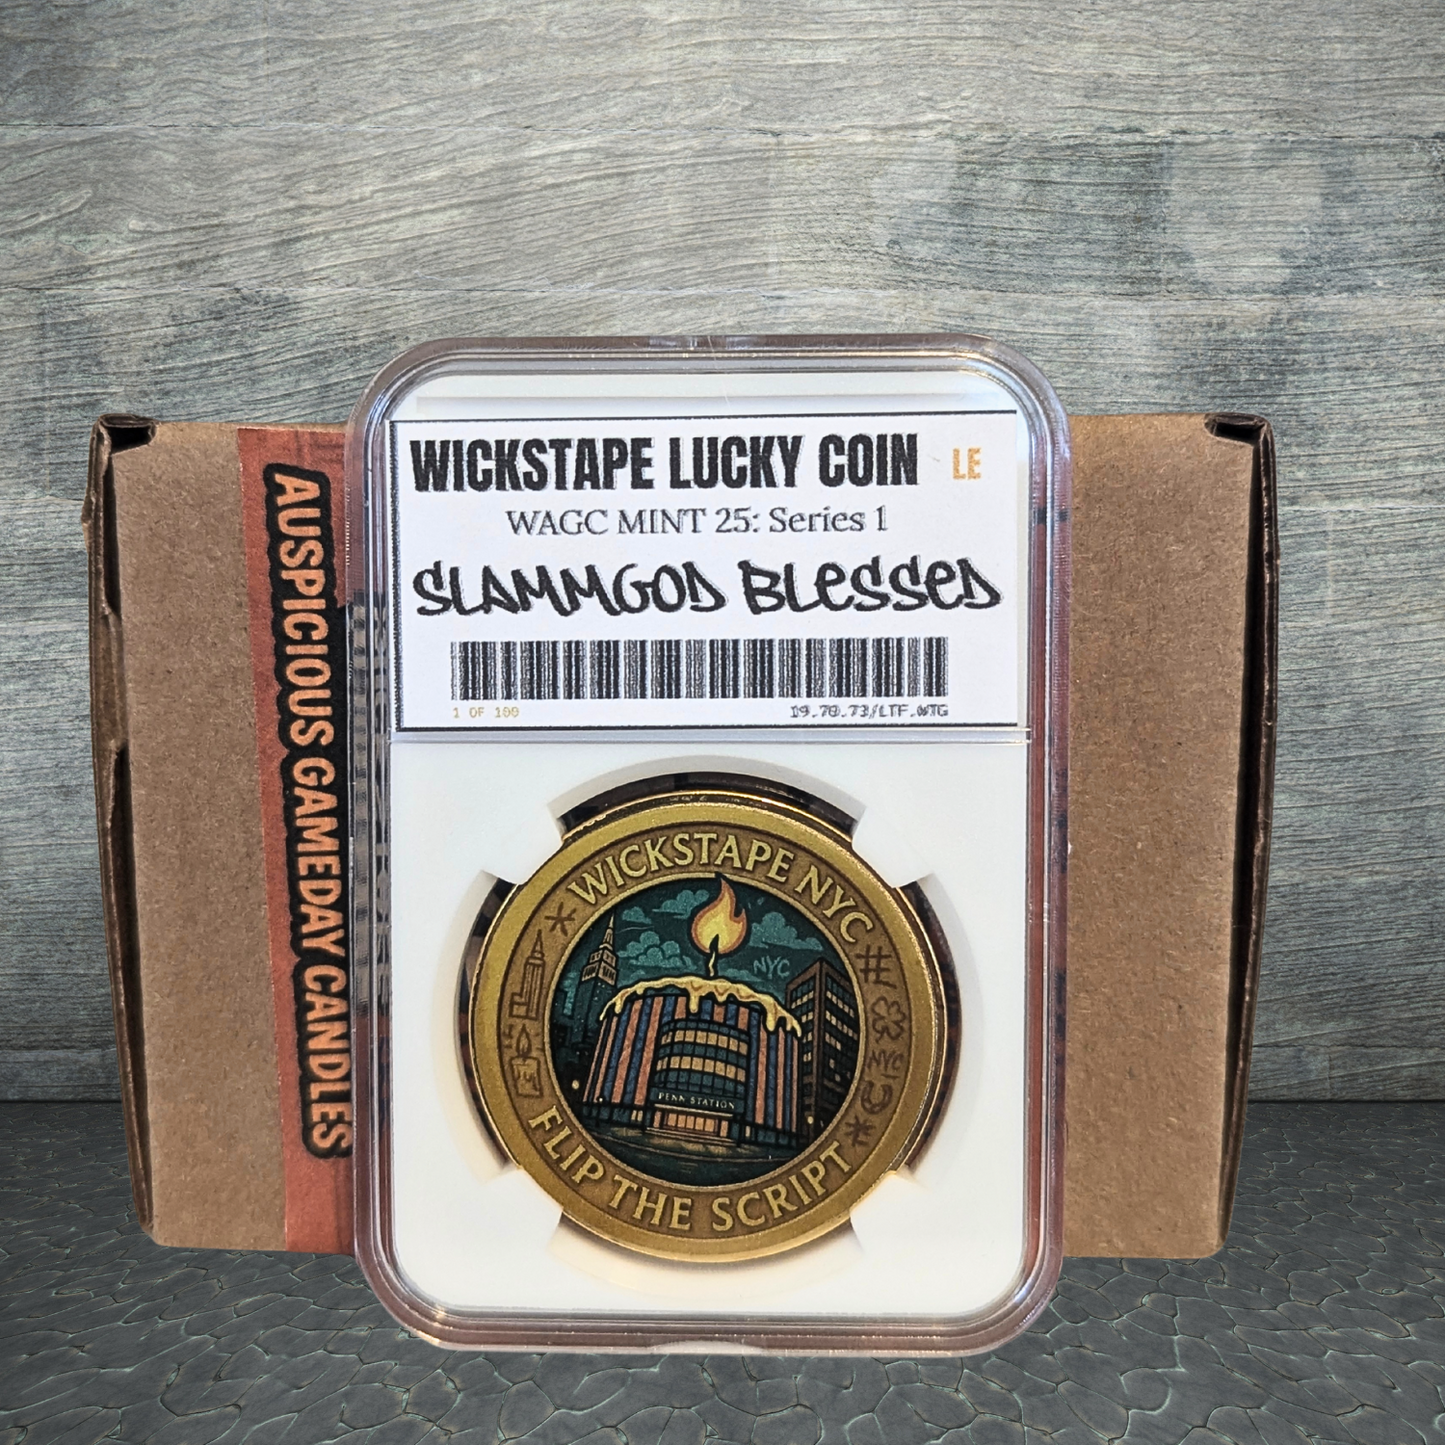 WICKSTAPE LUCKY COIN LE
WAGC MINT 25: Series 1
SLAMMGOD BLESSED
1 OF 100
19.70.73/LTF.WTG
AUSPICIOUS GAMEDAY CANDLES
WICKSTAPE NYC
NYC
PENN STATION
NYC
FLIP THE SCRIPT